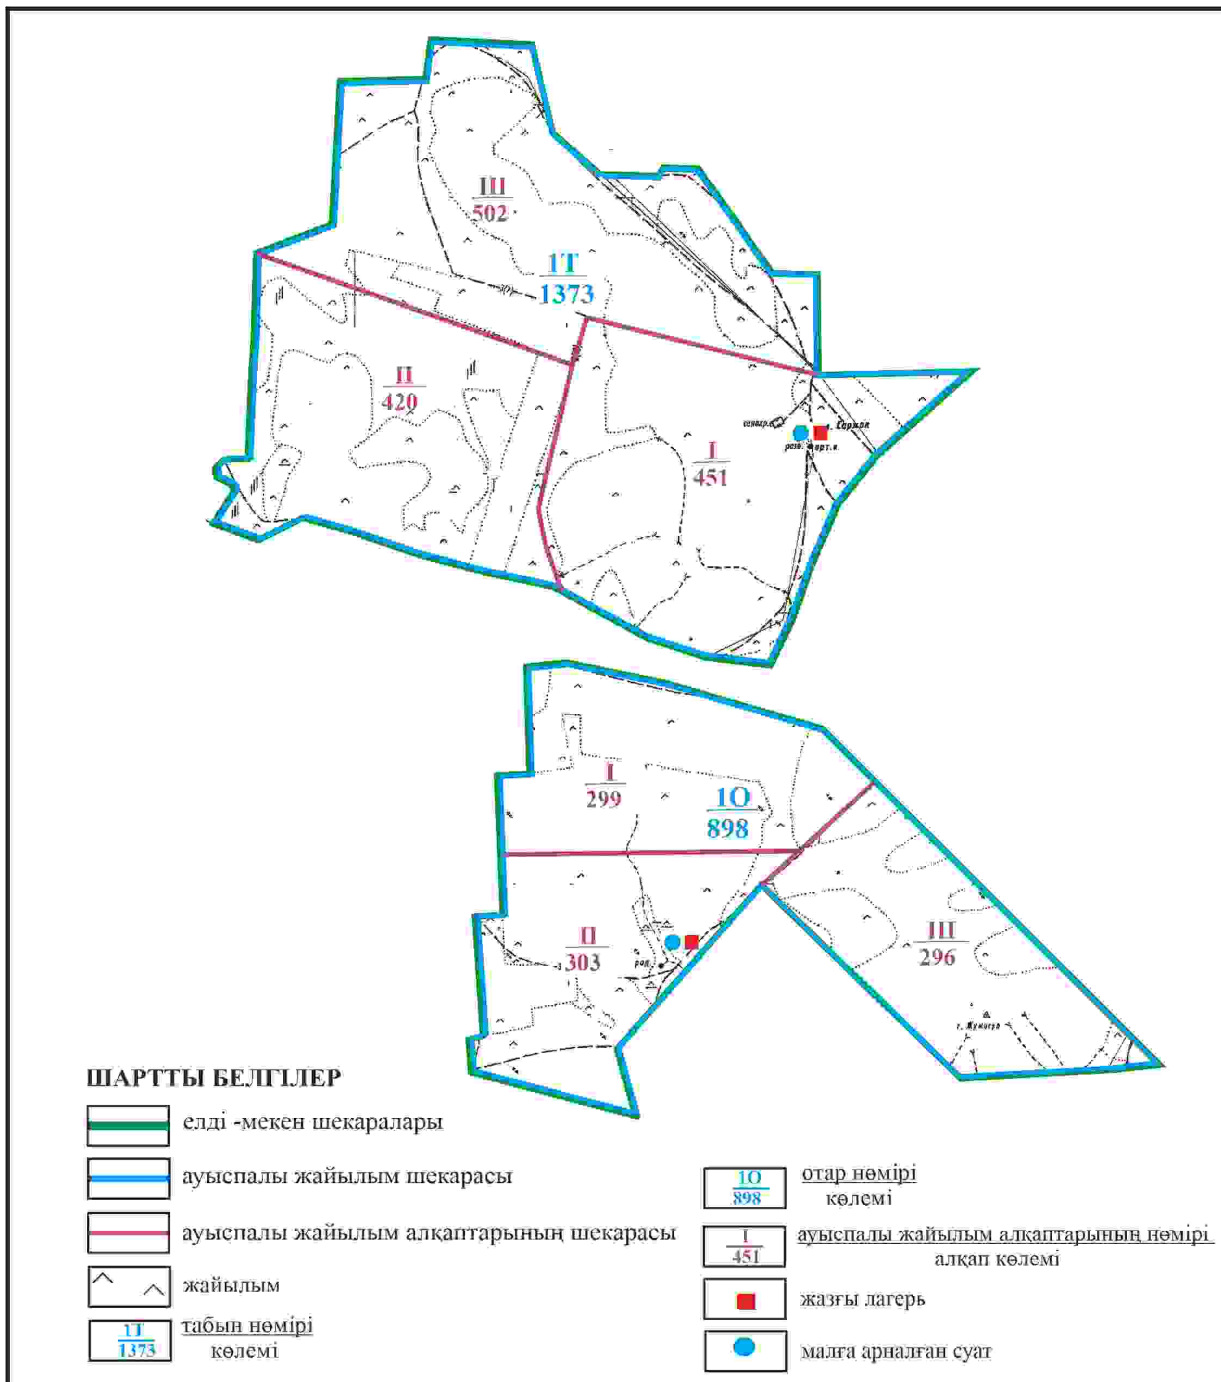 III
502
1Т
1373
II
420
I
451
I
299
1О
898
II
303
III
296
ШАРТТЫ БЕЛГІЛЕР
елді -мекен шекаралары
ауыспалы жайылым шекарасы
ауыспалы жайылым алқаптарының шекарасы
жайылым
1Т
1373
табын нөмірі
көлемі
1О
898
отар нөмірі
көлемі
I
451
ауыспалы жайылым алқаптарының нөмірі
алқап көлемі
жазғы лагерь
малға арналған суат